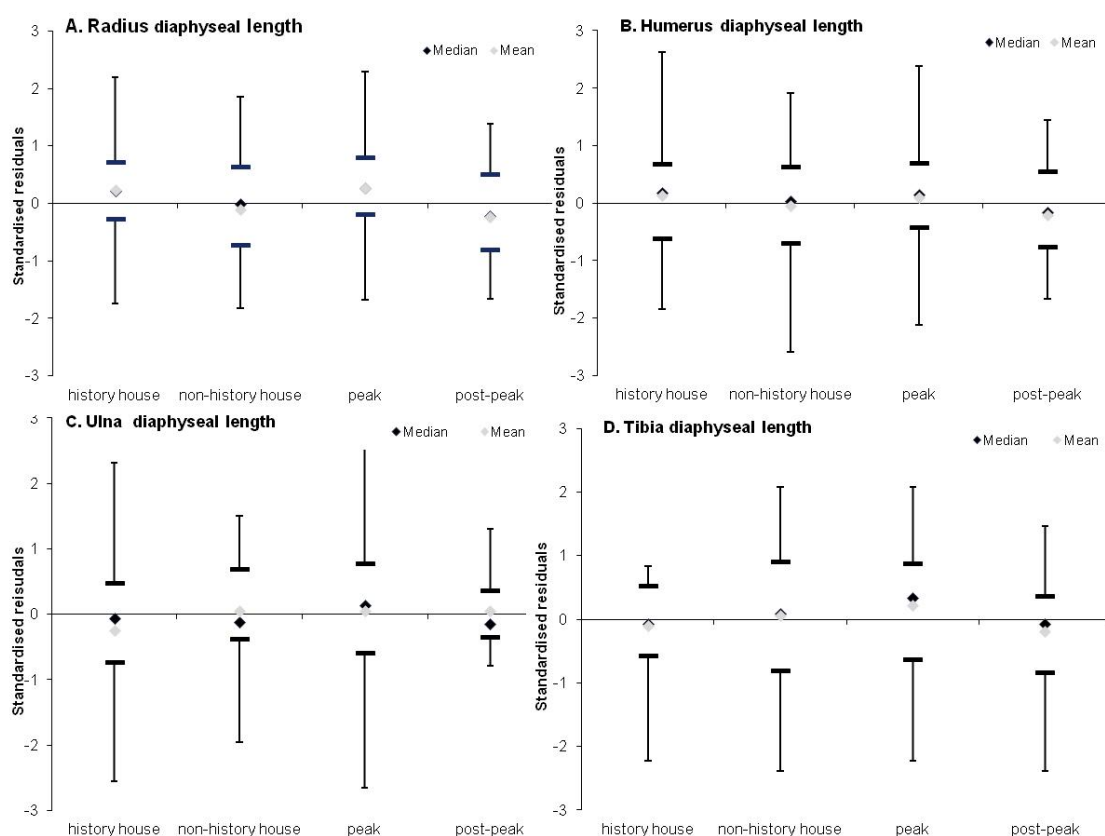 A. Radius diaphyseal length
Median Mean
Standardised residuals
3
2
1
0
-1
-2
-3
history house non-history house peak post-peak
B. Humerus diaphyseal length
Median Mean
Standardised residuals
3
2
1
0
-1
-2
-3
history house non-history house peak post-peak
C. Ulna diaphyseal length
Median Mean
Standardised reisudals
3
2
1
0
-1
-2
-3
history house non-history house peak post-peak
D. Tibia diaphyseal length
Median Mean
Standardised residuals
3
2
1
0
-1
-2
-3
history house non-history house peak post-peak